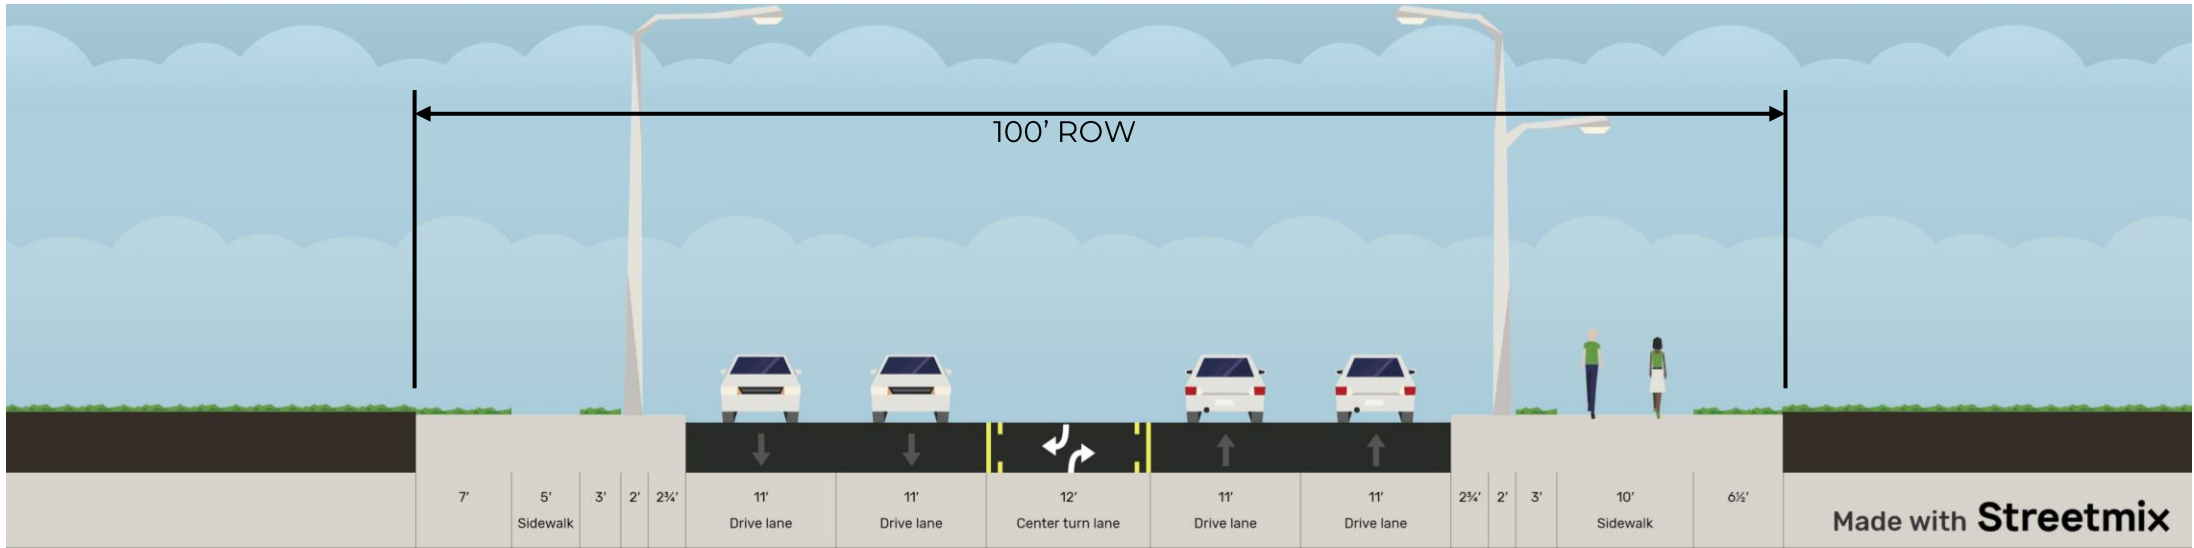 100’ ROW
7' 5' 3' 2' 2¾' 11' 11' 12' 11' 11' 2¾' 2' 3' 10' 6½'
Sidewalk Drive lane Drive lane Center turn lane Drive lane Drive lane Sidewalk
Made with Streetmix